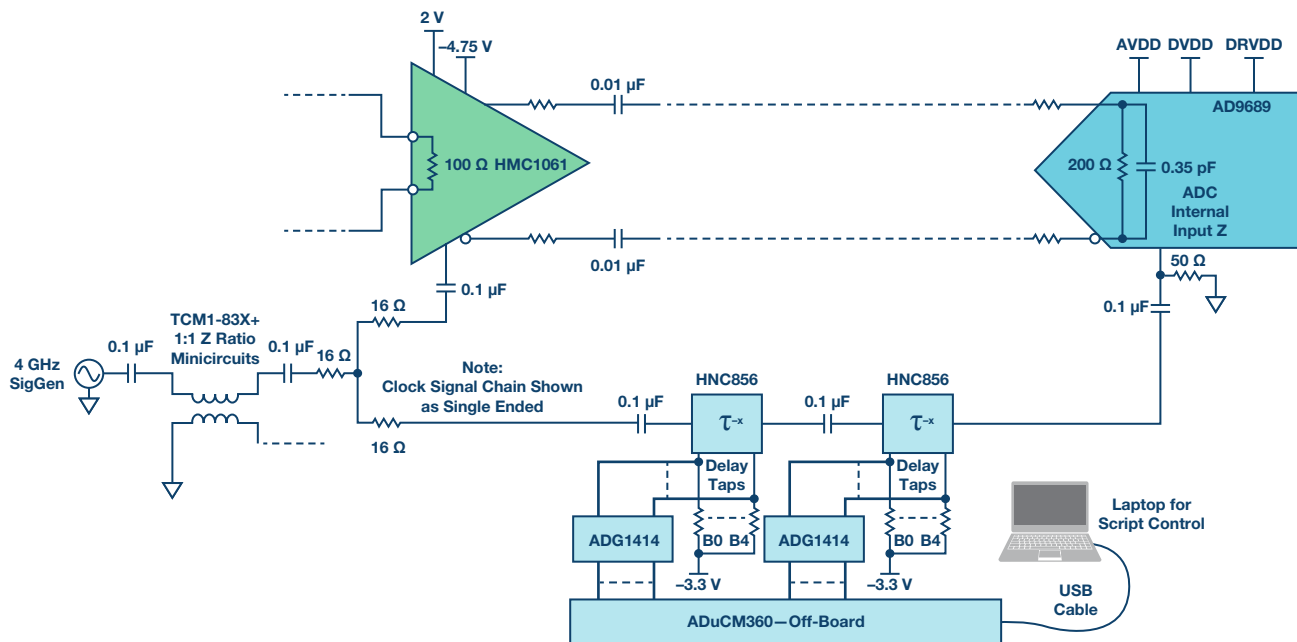 2 V
−4.75 V
0.01 µF
100 Ω HMC1061
0.01 µF
0.1 µF
AVDD DVDD DRVDD
AD9689
200 Ω
0.35 pF
ADC
Internal
Input Z
50 Ω
0.1 µF
TCM1-83X+
1:1 Z Ratio
Minicircuits
4 GHz
SigGen
0.1 µF
0.1 µF
16 Ω
16 Ω
16 Ω
Note:
Clock Signal Chain Shown
as Single Ended
0.1 µF
HNC856
τ−x
0.1 µF
HNC856
τ−x
Delay
Taps
Delay
Taps
ADG1414
B0 B4
−3.3 V
ADG1414
B0 B4
−3.3 V
Laptop for
Script Control
USB
Cable
ADuCM360—Off-Board